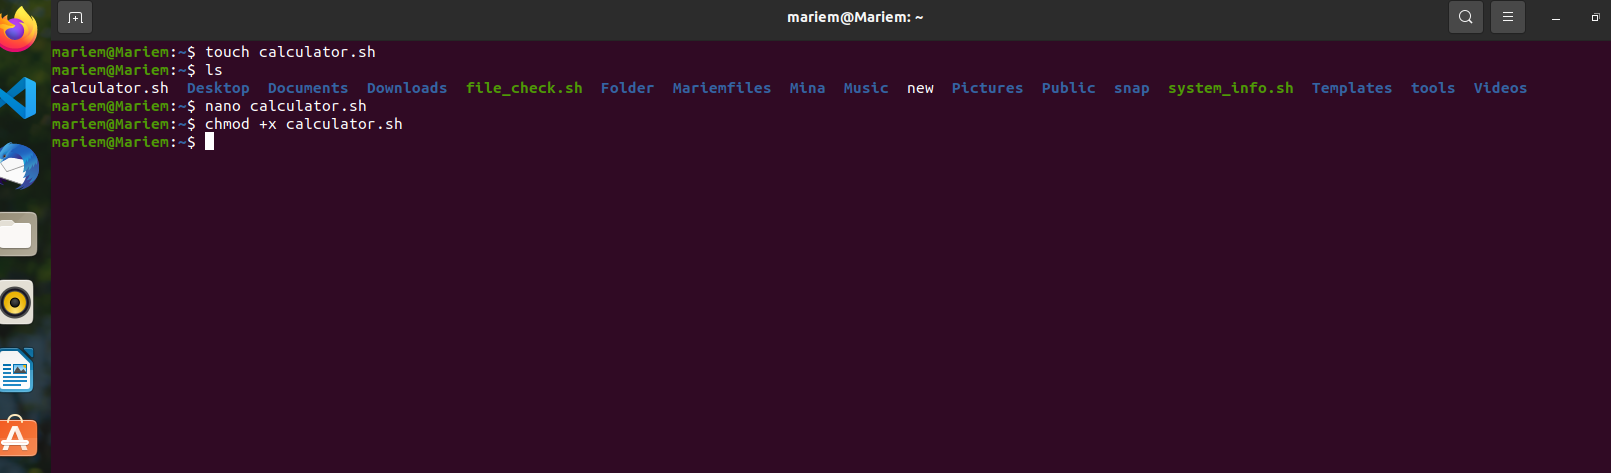 mariem@Mariem: ~
mariem@Mariem:~$ touch calculator.sh
mariem@Mariem:~$ ls
calculator.sh  Desktop  Documents  Downloads  file_check.sh  Folder  Mariemfiles  Mina  Music  new  Pictures  Public  snap  system_info.sh  Templates  tools  Videos
mariem@Mariem:~$ nano calculator.sh
mariem@Mariem:~$ chmod +x calculator.sh
mariem@Mariem:~$